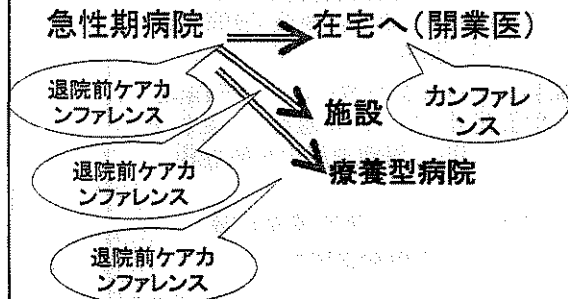 急性期病院
在宅へ(開業医)
退院前ケアカ
ンファレンス
施設
カンファレ
ンス
退院前ケアカ
ンファレンス
療養型病院
退院前ケアカ
ンファレンス